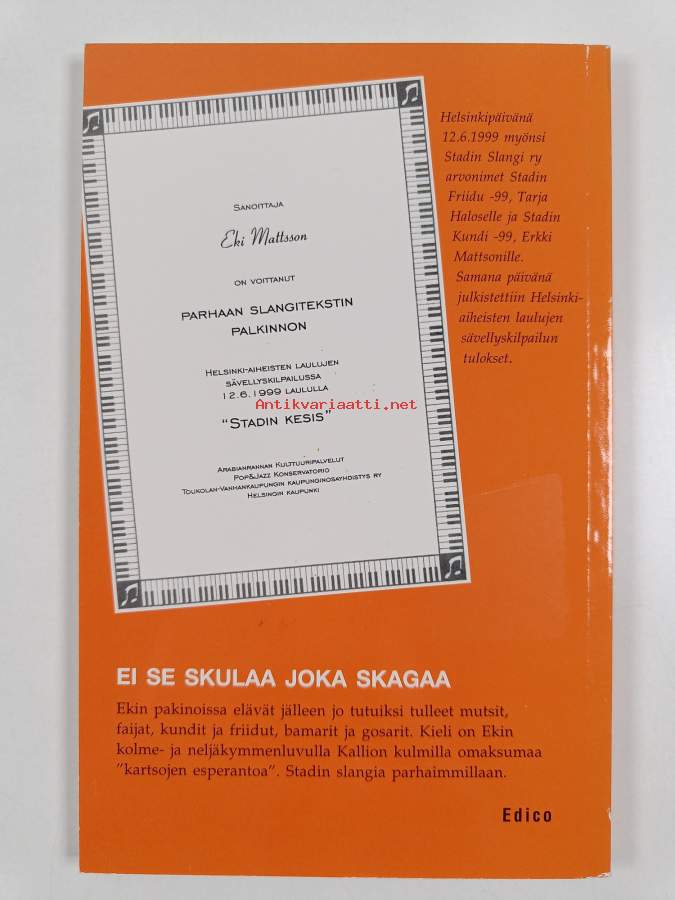 Helsinkipäivänä
12.6.1999 myönsi
Stadin Slangi ry
arvonimet Stadin
Friidu -99, Tarja
Haloselle ja Stadin
Kundi -99, Erkki
Mattsonille.
Samana päivänä
julkistettiin Helsinki-
aiheisten laulujen
sävellyskilpailun
tulokset.
Sanoittaja
Eki Mattsson
on voittanut
parhaan slangitekstin
palkinnon
Helsinki-aiheisten laulujen
sävellyskilpailussa
12.6.1999 laululla
"Stadin kesis"
Arabianrannan Kulttuuripalvelut
Pop&Jazz Konservatorio
Toukolan-Vanhankaupungin kaupunginosayhdistys ry
Helsingin kaupunki
Antikvariaatti.net
EI SE SKULAA JOKA SKAGAA
Ekin pakinoissa elävät jälleen jo tutuiksi tulleet mutsit,
faijat, kundit ja friidut, bamarit ja gosarit. Kieli on Ekin
kolme- ja neljäkymmenluvulla Kallion kulmilla omaksumaa
"kartsojen esperantoa". Stadin slangia parhaimmillaan.
Edico